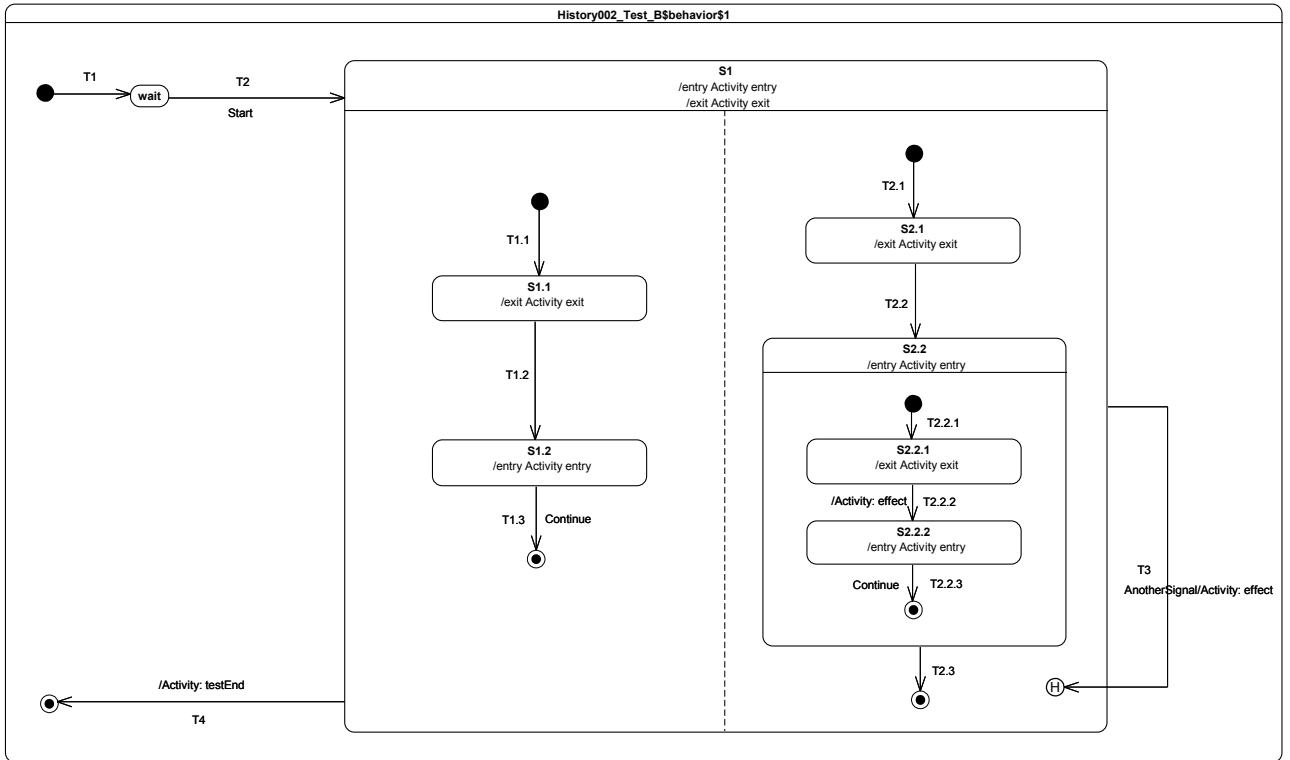 History002_Test_B$behavior$1
T1
wait
T2
Start
S1
/entry Activity entry
/exit Activity exit
T1.1
S1.1
/exit Activity exit
T1.2
S1.2
/entry Activity entry
T1.3
Continue
T2.1
S2.1
/exit Activity exit
T2.2
S2.2
/entry Activity entry
T2.2.1
S2.2.1
/exit Activity exit
/Activity: effect
T2.2.2
S2.2.2
/entry Activity entry
Continue
T2.2.3
T2.3
H
T3
AnotherSignal/Activity: effect
/Activity: testEnd
T4